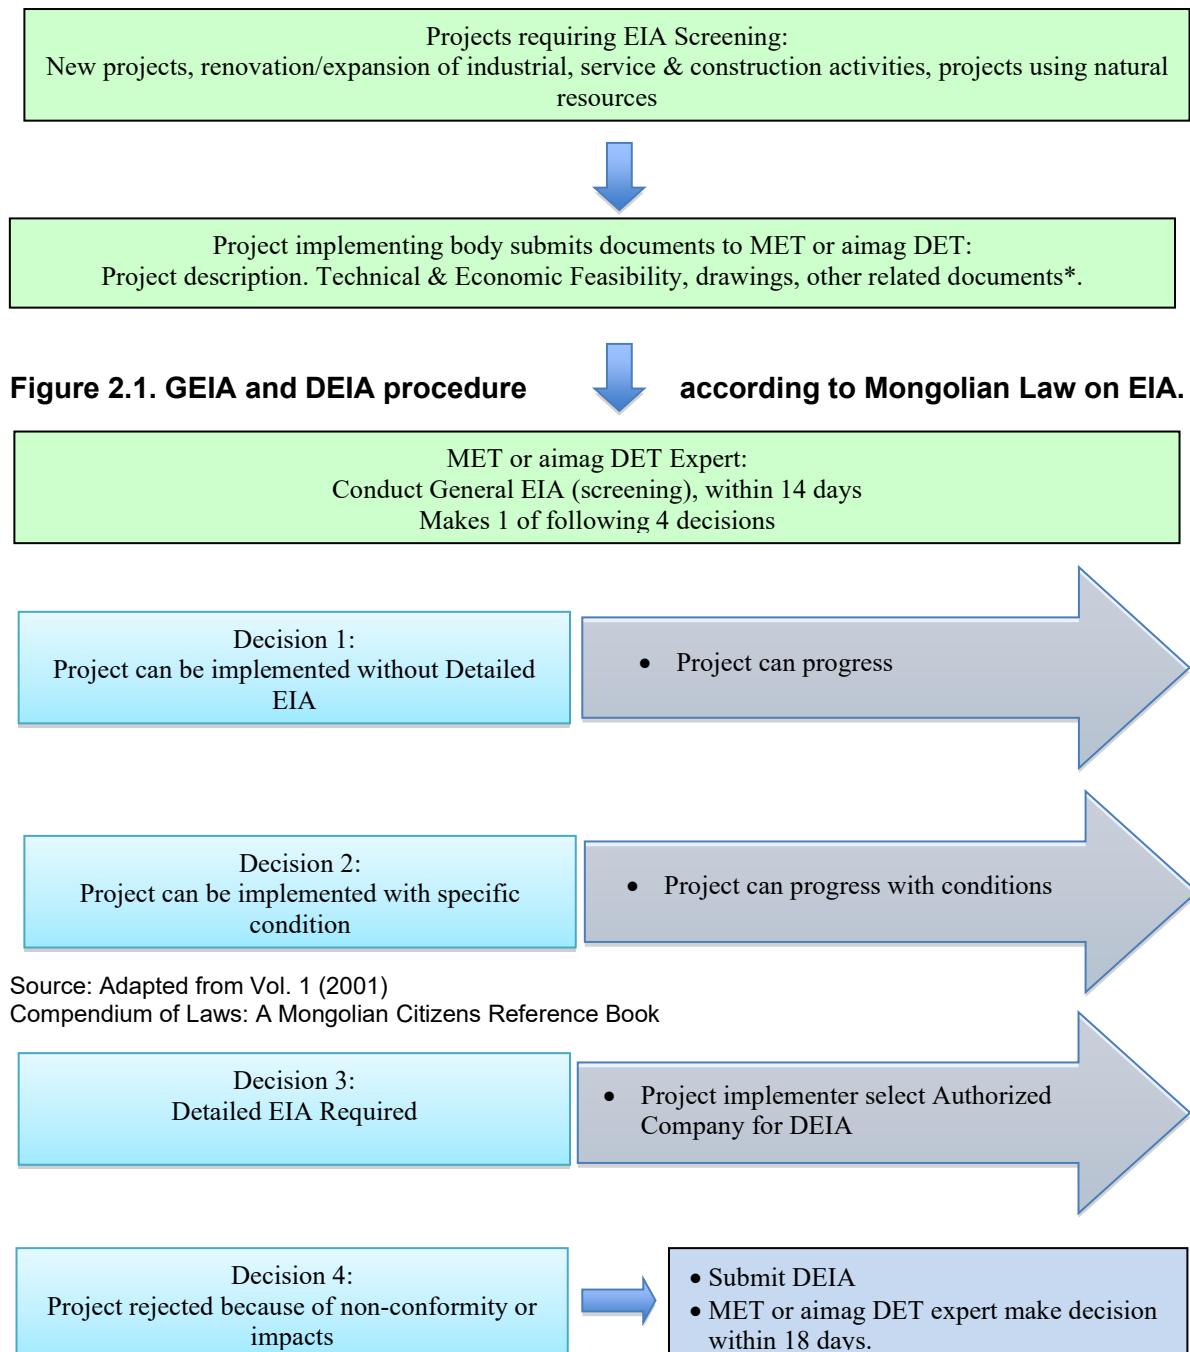 Projects requiring EIA Screening:
New projects, renovation/expansion of industrial, service & construction activities, projects using natural
resources
Project implementing body submits documents to MET or aimag DET:
Project description. Technical & Economic Feasibility, drawings, other related documents*.
Figure 2.1. GEIA and DEIA procedure according to Mongolian Law on EIA.
MET or aimag DET Expert:
Conduct General EIA (screening), within 14 days
Makes 1 of following 4 decisions
Decision 1:
Project can be implemented without Detailed
EIA
• Project can progress
Decision 2:
Project can be implemented with specific
condition
• Project can progress with conditions
Source: Adapted from Vol. 1 (2001)
Compendium of Laws: A Mongolian Citizens Reference Book
Decision 3:
Detailed EIA Required
• Project implementer select Authorized
Company for DEIA
Decision 4:
Project rejected because of non-conformity or
impacts
• Submit DEIA
• MET or aimag DET expert make decision
within 18 days.